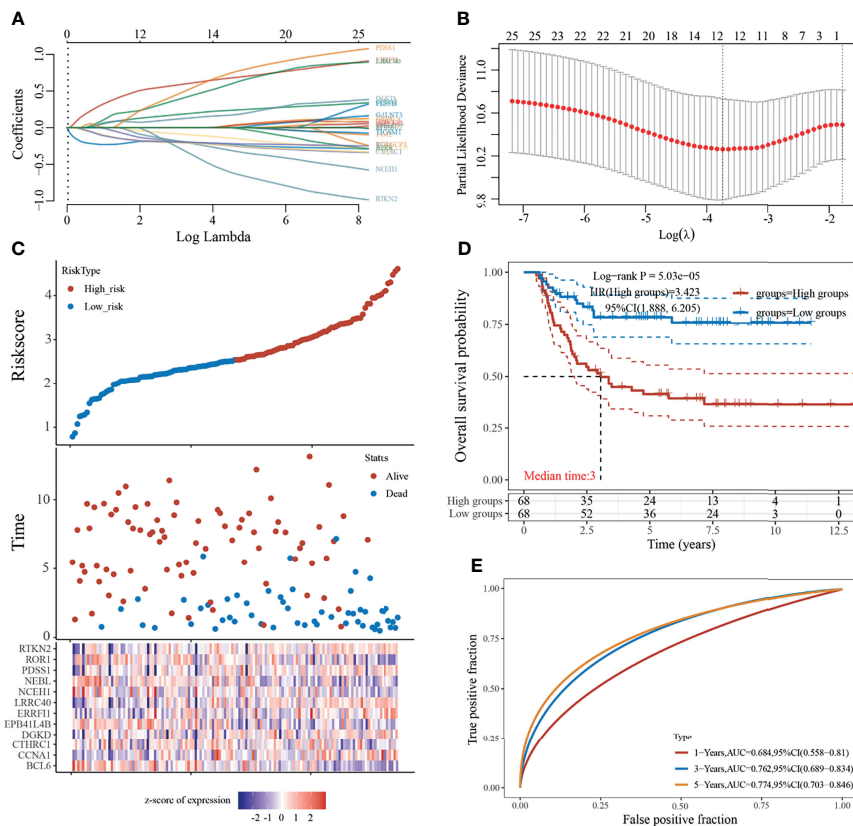 A
0 12 14 20 25
Coefficients
1.0
0.5
0.0
-0.5
-1.0
PDSS1
LRRC40
DGKD
GALNT3
TICAM1
CTHRC1
NCEH1
RTKN2
0 2 4 6 8
Log Lambda
B
25 25 23 22 21 20 18 14 12 12 11 8 7 3 1
Partial Likelihood Deviance
11.0
10.6
10.2
9.8
-7 -6 -5 -4 -3 -2
Log(λ)
C
RiskType
High_risk
Low_risk
Riskscore
4
3
2
1
Status
Alive
Dead
Time
10
5
0
RTKN2
ROR1
PDSS1
NEBL
NCEH1
LRRC40
ERRFI1
EPB41L4B
DGKD
CTHRC1
CCNA1
BCL6
z-score of expression
-2 -1 0 1 2
D
Overall survival probability
1.00
0.75
0.50
0.25
0.00
Log-rank P = 5.03e-05
HR(High groups)=3.423
95%CI(1.888, 6.205)
groups=High groups
groups=Low groups
Median time:3
High groups 68 35 24 13 4 1
Low groups 68 52 36 24 3 0
0 2.5 5 7.5 10 12.5
Time (years)
E
True positive fraction
1.00
0.75
0.50
0.25
0.00
Type
1-Years,AUC=0.684,95%CI(0.558-0.81)
3-Years,AUC=0.762,95%CI(0.689-0.834)
5-Years,AUC=0.774,95%CI(0.703-0.846)
0.00 0.25 0.50 0.75 1.00
False positive fraction